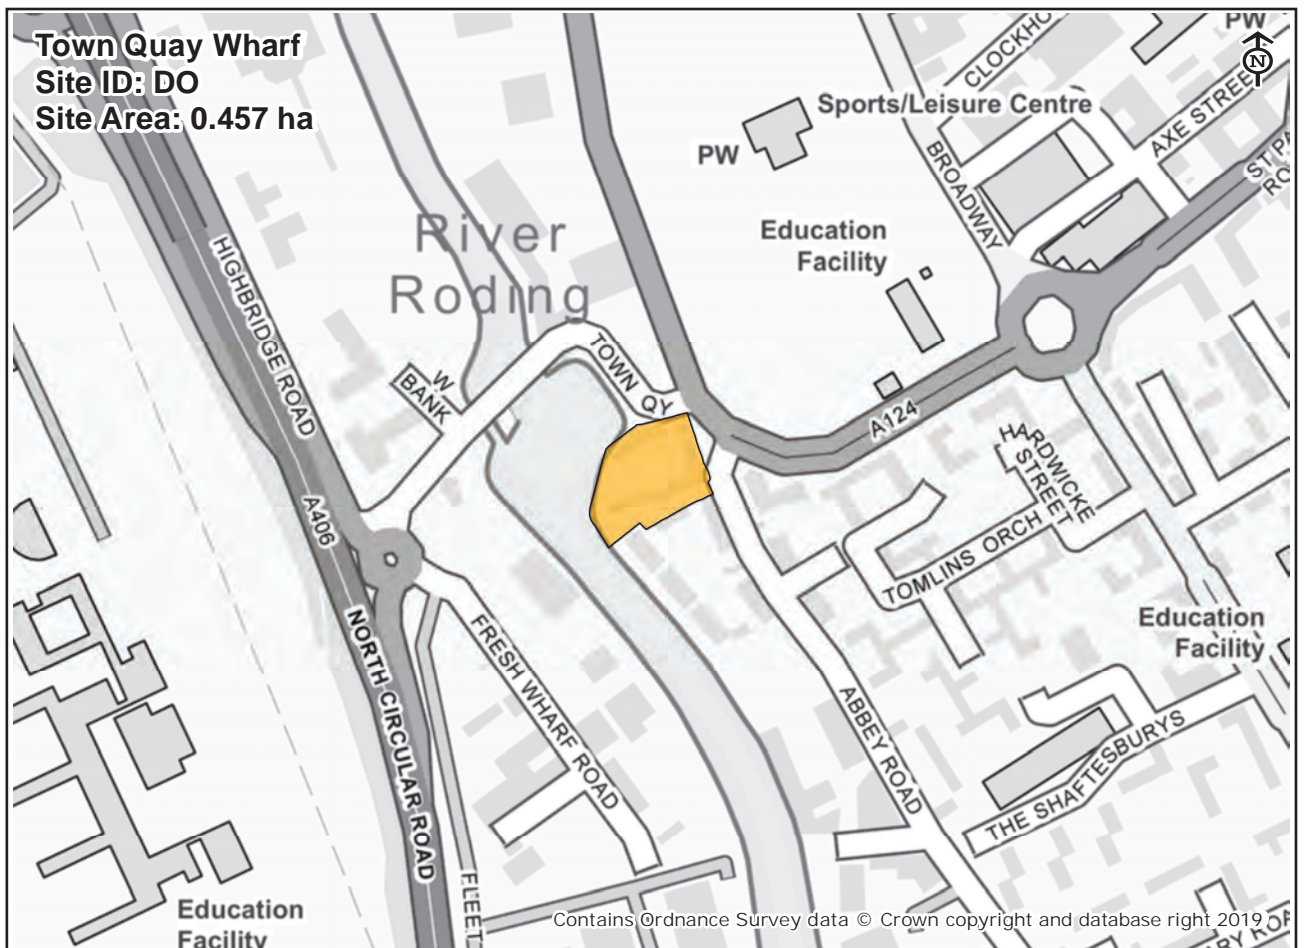 Town Quay Wharf
Site ID: DO
Site Area: 0.457 ha
PW
N
CLOCKHO
Sports/Leisure Centre
AXE STREE
PW
BROADWAY
ST PA
RO
Education
Facility
River
Roding
HIGHBRIDGE ROAD
TOWN
QY
W
BANK
A124
HARDWICKE
STREET
A406
TOMLINS ORCH
NORTH CIRCULAR ROAD
FRESH WHARF ROAD
Education
Facility
ABBEY ROAD
THE SHAFTESBURYS
FLEET
Education
Facility
Contains Ordnance Survey data © Crown copyright and database right 2019
Y ROA